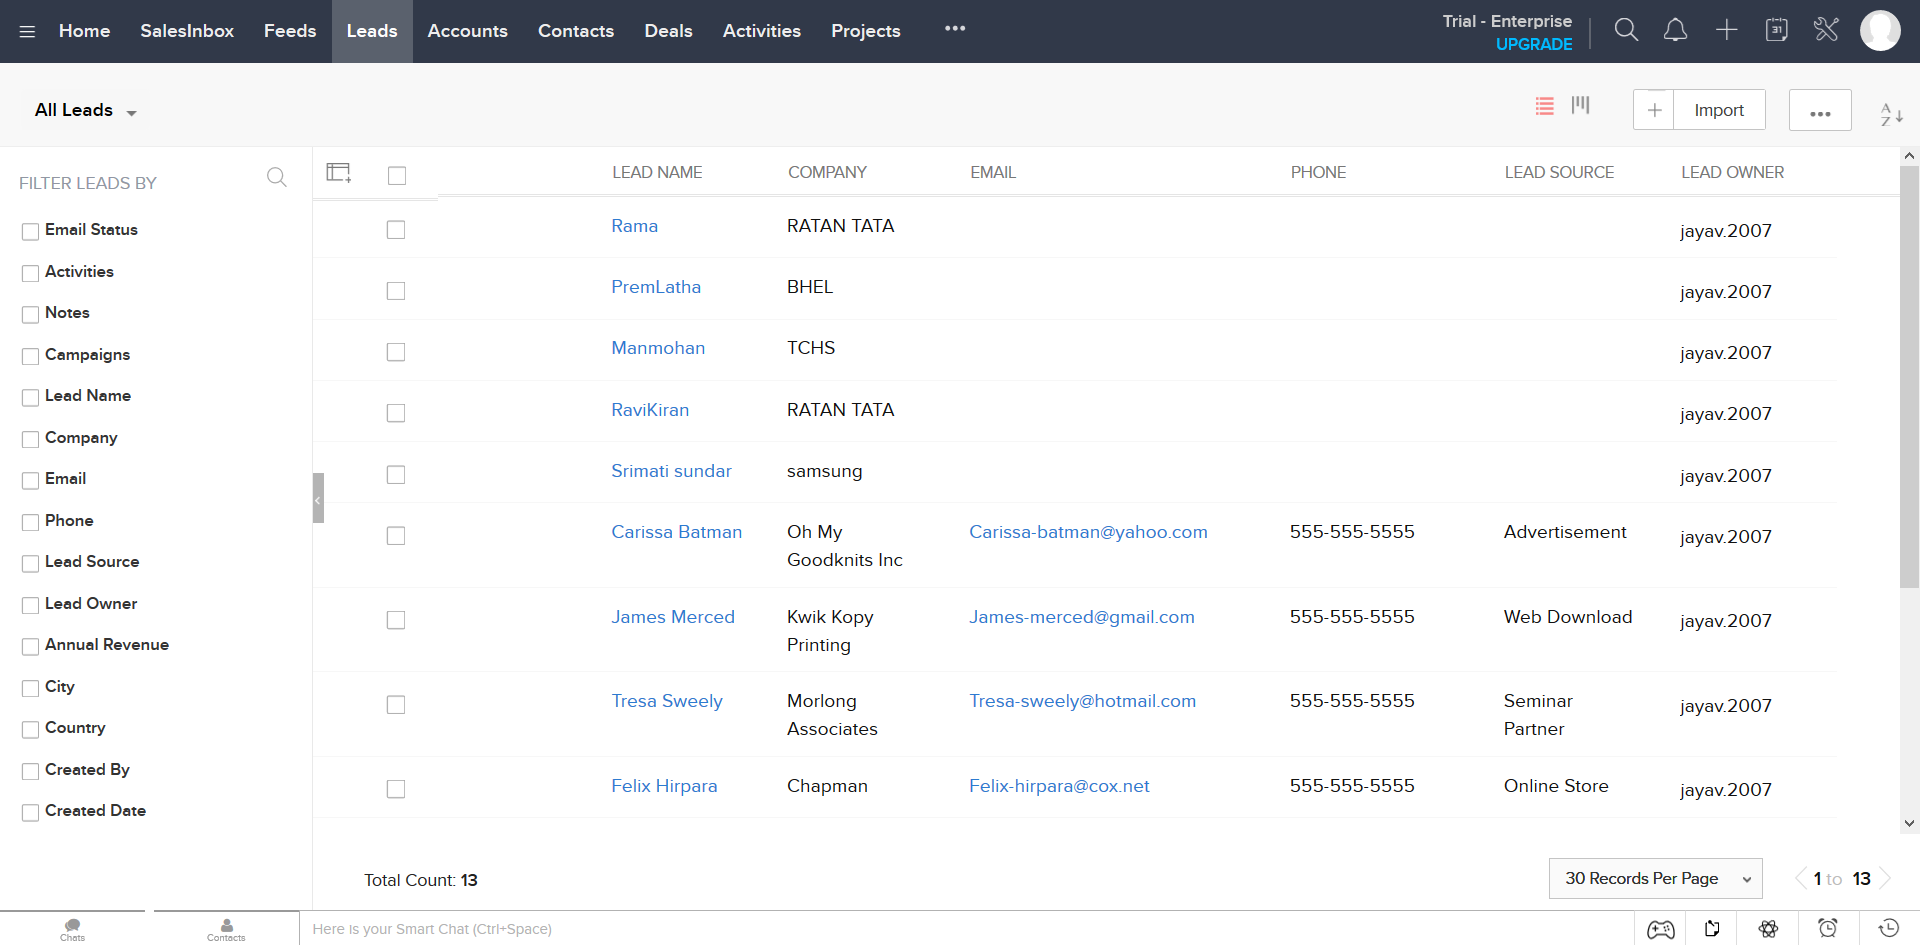 Home SalesInbox Feeds Leads Accounts Contacts Deals Activities Projects ••• Trial - Enterprise
UPGRADE
31
All Leads
Import
...
A
Z
FILTER LEADS BY
Email Status
Activities
Notes
Campaigns
Lead Name
Company
Email
Phone
Lead Source
Lead Owner
Annual Revenue
City
Country
Created By
Created Date
LEAD NAME COMPANY EMAIL PHONE LEAD SOURCE LEAD OWNER
Rama RATAN TATA jayav.2007
PremLatha BHEL jayav.2007
Manmohan TCHS jayav.2007
RaviKiran RATAN TATA jayav.2007
Srimati sundar samsung jayav.2007
Carissa Batman Oh My Carissa-batman@yahoo.com 555-555-5555 Advertisement jayav.2007
Goodknits Inc
James Merced Kwik Kopy James-merced@gmail.com 555-555-5555 Web Download jayav.2007
Printing
Tresa Sweely Morlong Tresa-sweely@hotmail.com 555-555-5555 Seminar jayav.2007
Associates Partner
Felix Hirpara Chapman Felix-hirpara@cox.net 555-555-5555 Online Store jayav.2007
Total Count: 13
30 Records Per Page
1 to 13
Chats
Contacts
Here is your Smart Chat (Ctrl+Space)